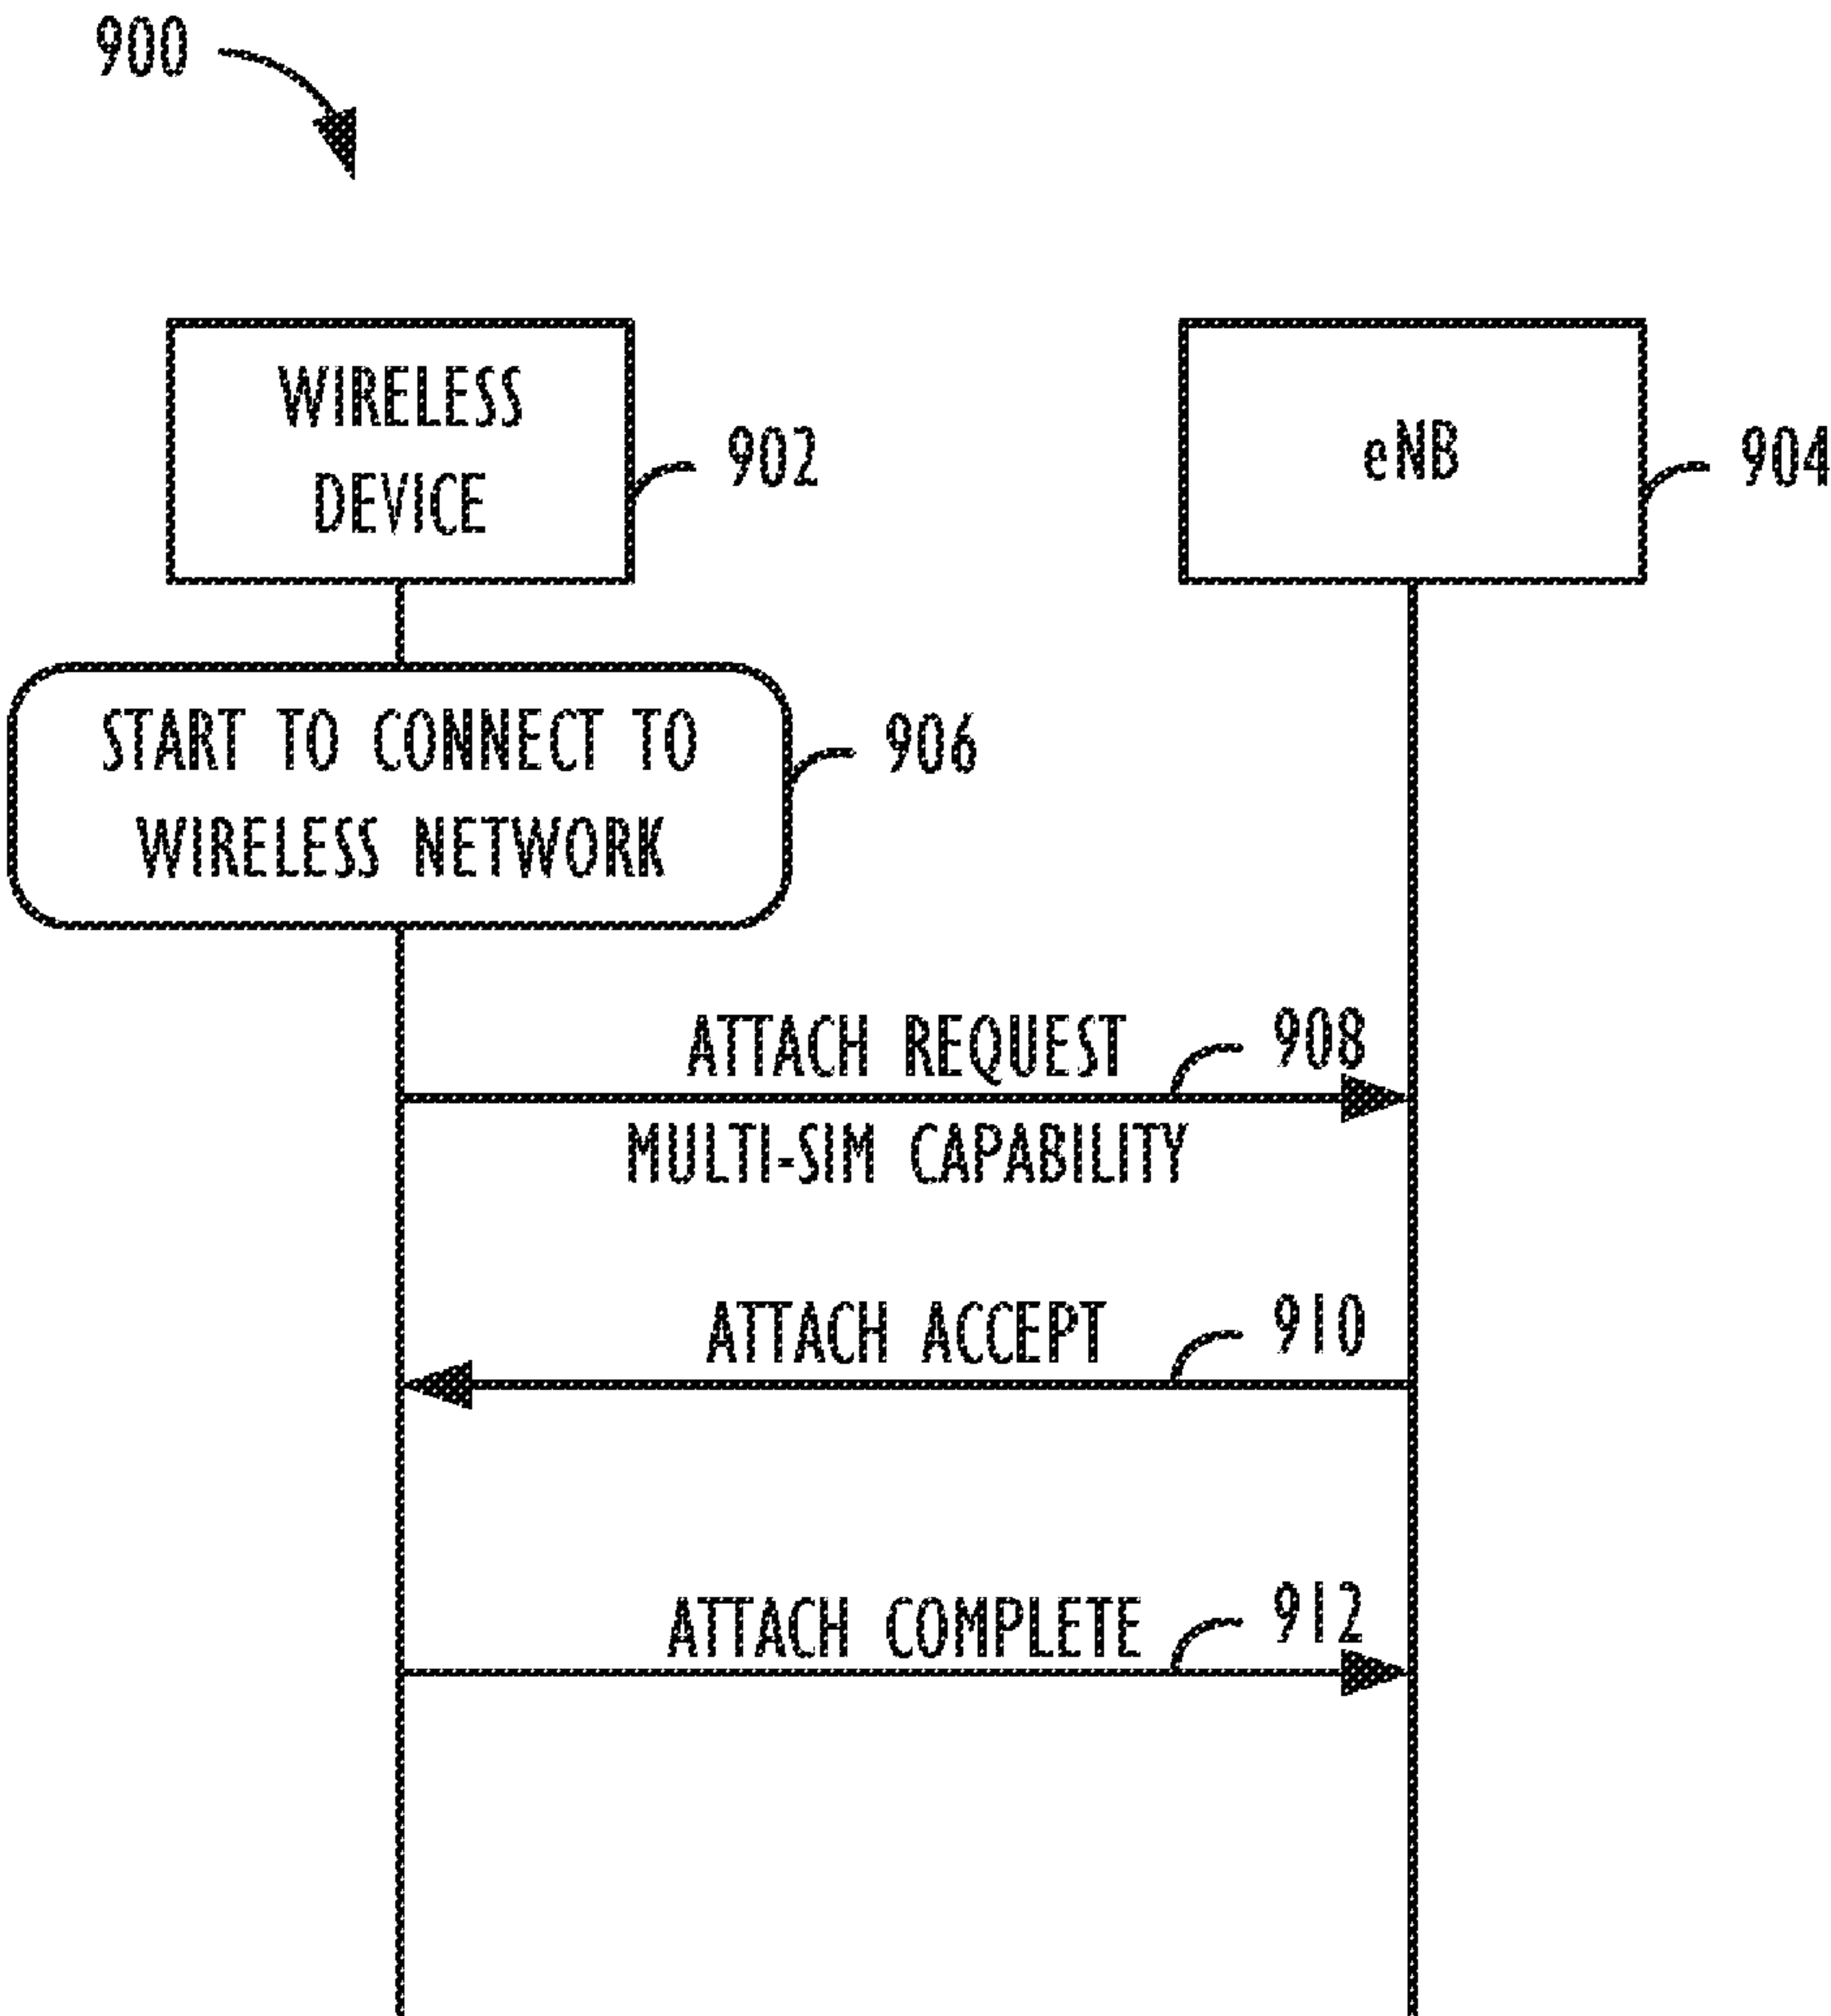 900
WIRELESS
DEVICE
902
eNB
904
START TO CONNECT TO
WIRELESS NETWORK
906
ATTACH REQUEST
908
MULTI-SIM CAPABILITY
ATTACH ACCEPT
910
ATTACH COMPLETE
912